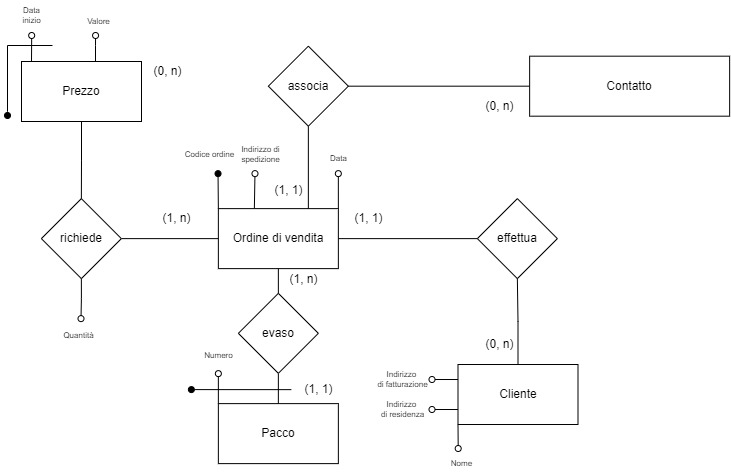 Data
inizio
Valore
Prezzo
(0, n)
associa
Contatto
(0, n)
Codice ordine
Indirizzo di
spedizione
Data
(1, 1)
richiede
(1, n)
Ordine di vendita
(1, 1)
effettua
(1, n)
Quantità
evaso
Numero
(0, n)
(1, 1)
Indirizzo
di fatturazione
Cliente
Indirizzo
di residenza
Pacco
Nome